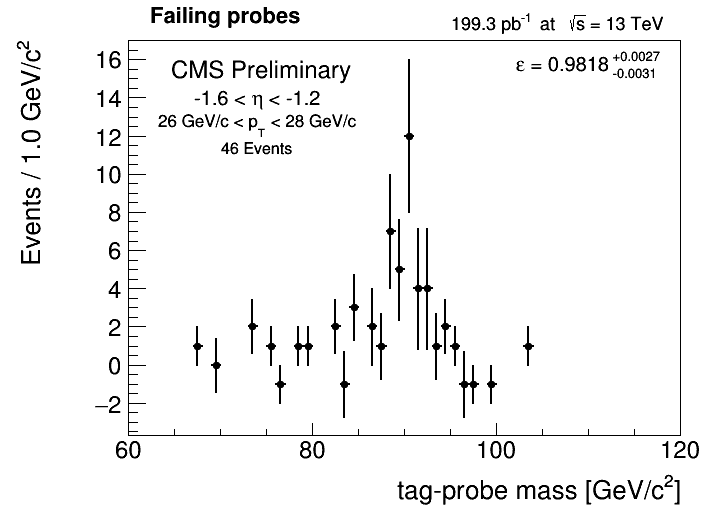 Failing probes
199.3 pb⁻¹ at √s = 13 TeV
CMS Preliminary
-1.6 < η < -1.2
26 GeV/c < p_T < 28 GeV/c
46 Events
ε = 0.9818 +0.0027 -0.0031
Events / 1.0 GeV/c²
16
14
12
10
8
6
4
2
0
−2
60 80 100 120
tag-probe mass [GeV/c²]